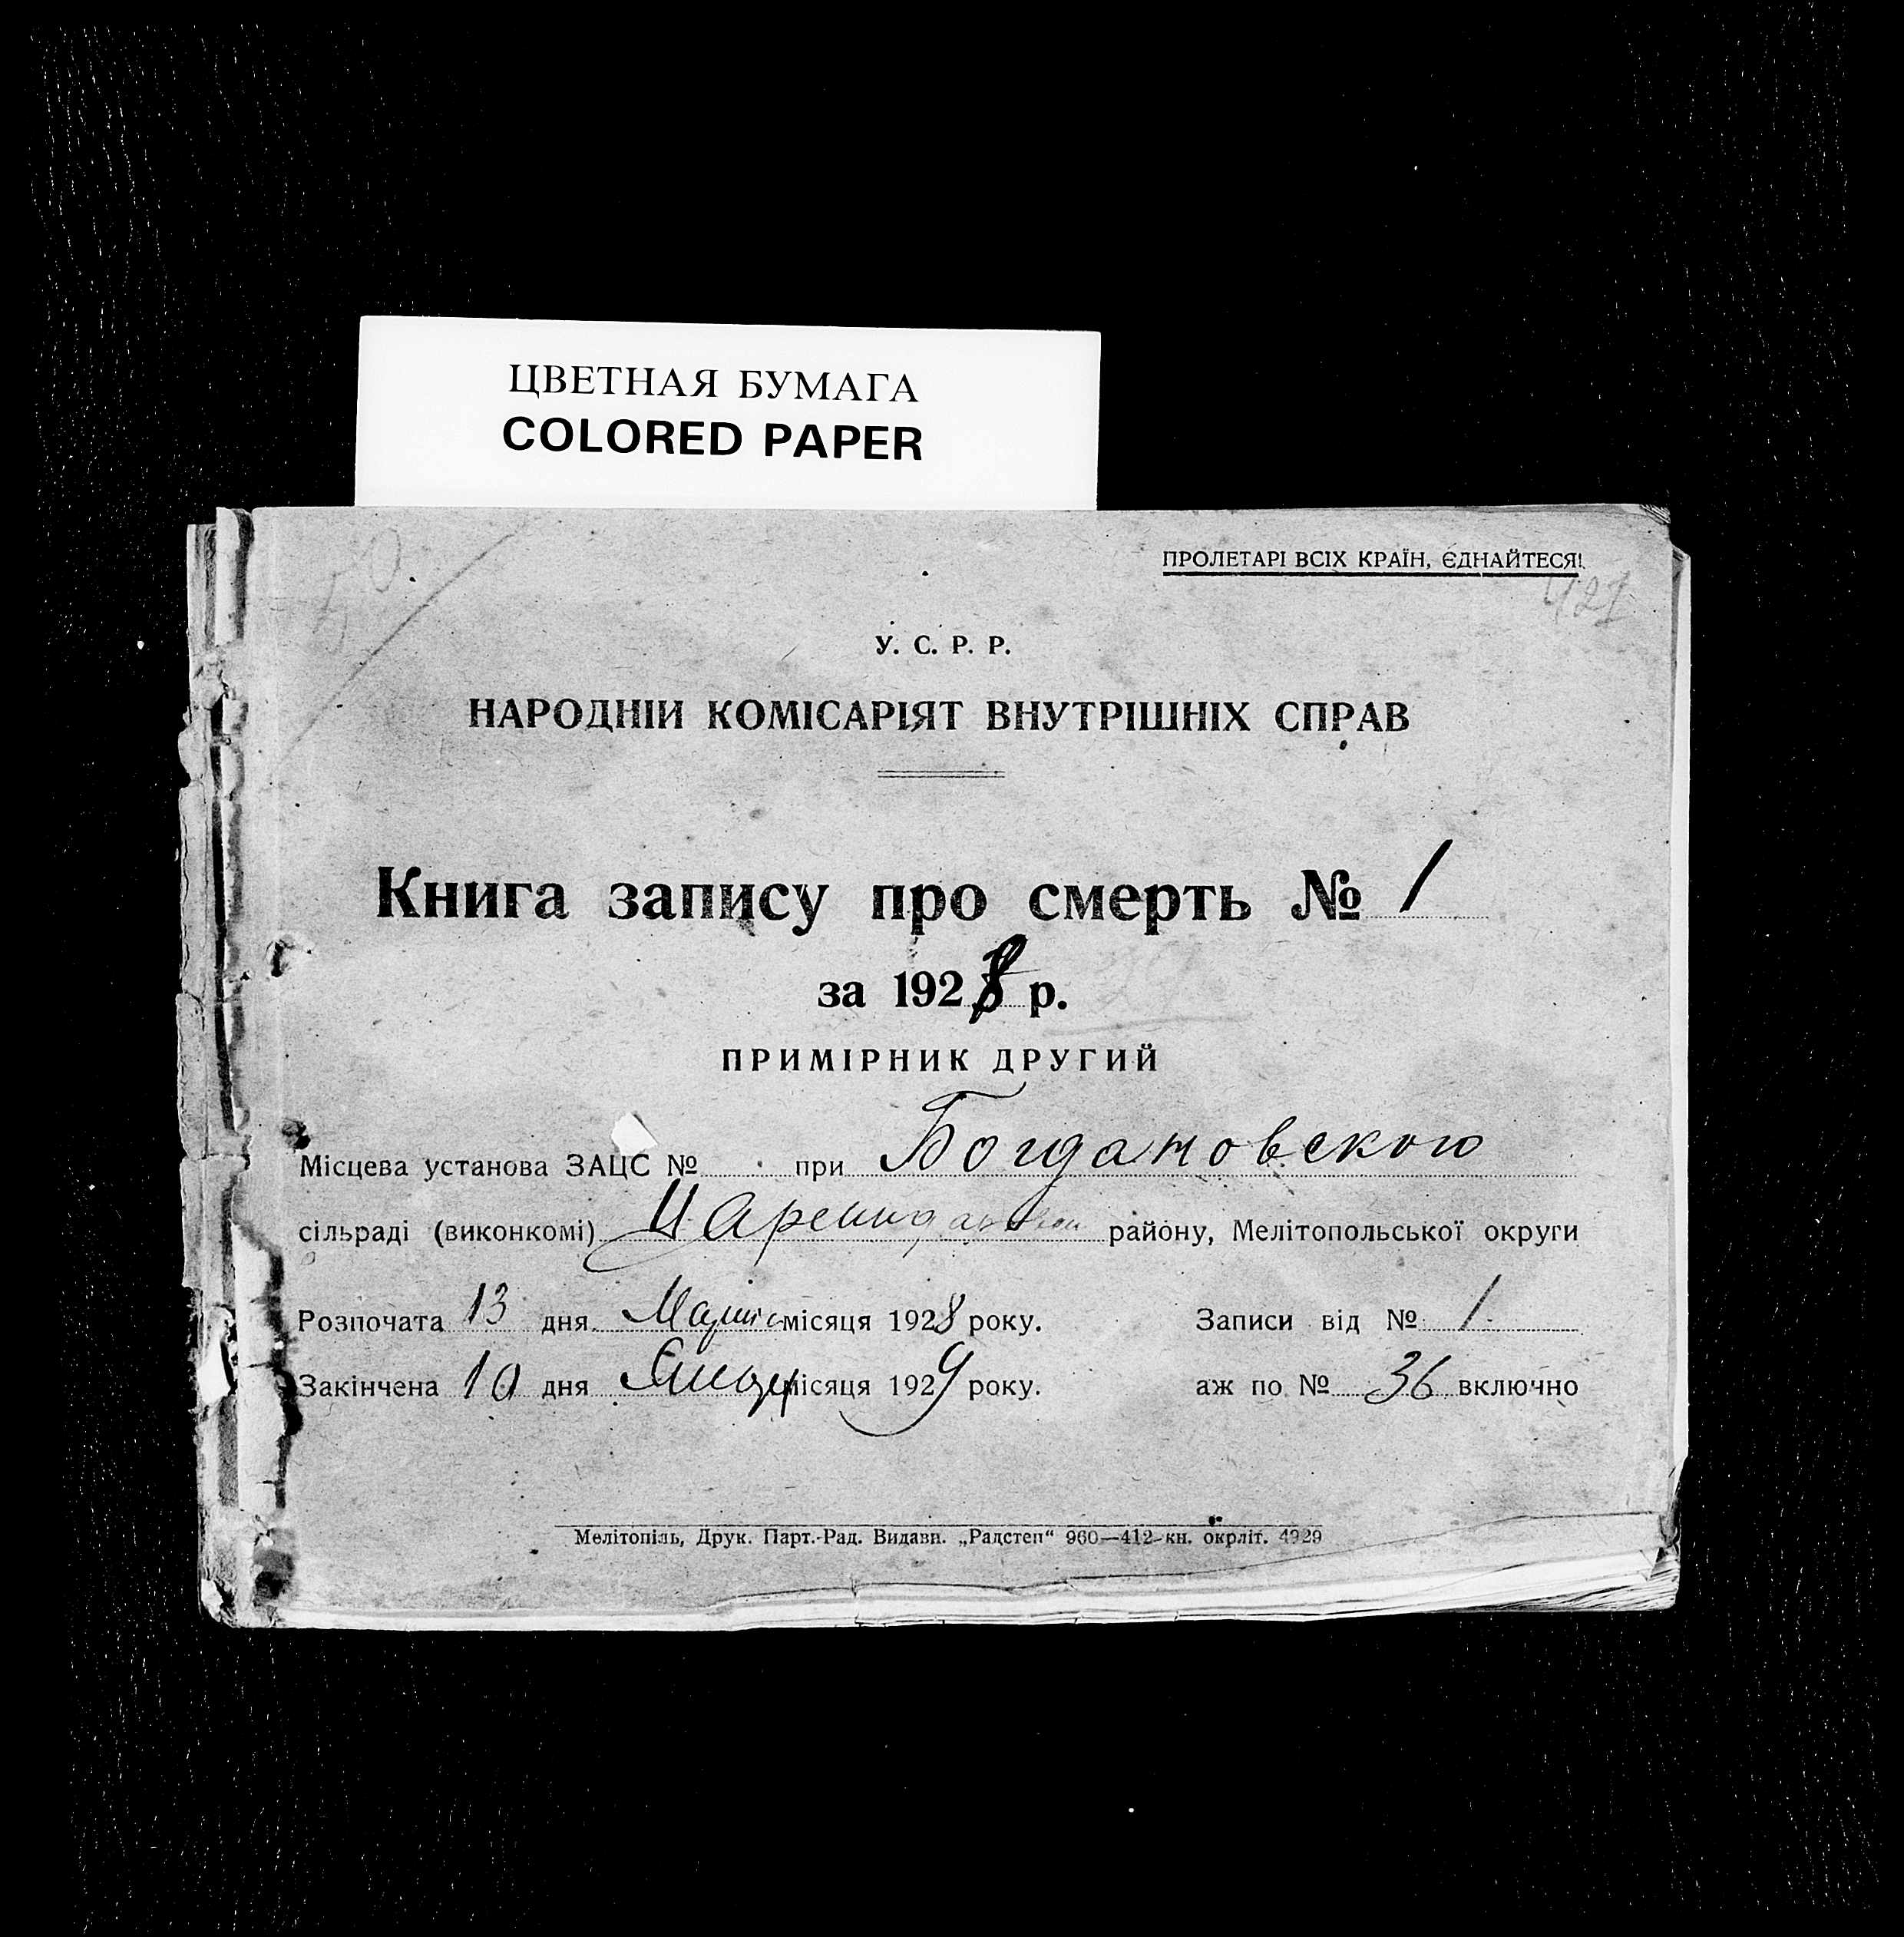 ЦВЕТНАЯ БУМАГА
COLORED PAPER
ПРОЛЕТАРІ ВСІХ КРАЇН, ЄДНАЙТЕСЯ!
У. С. Р. Р.
НАРОДНІЙ КОМІСАРІЯТ ВНУТРІШНІХ СПРАВ
Книга запису про смерть № 1
за 1928 р.
ПРИМІРНИК ДРУГИЙ
Місцева установа ЗАЦС № при Богдановского
сільраді (виконкомі) району, Мелітопольської округи
Розпочата 13 дня місяця 1928 року. Записи від № 1
Закінчена 10 дня місяця 1929 року. аж по № 36 включно
Мелітопіль, Друк. Парт.-Рад. Видавн. „Радстеп“ 960—412 кн. окрліт. 4929